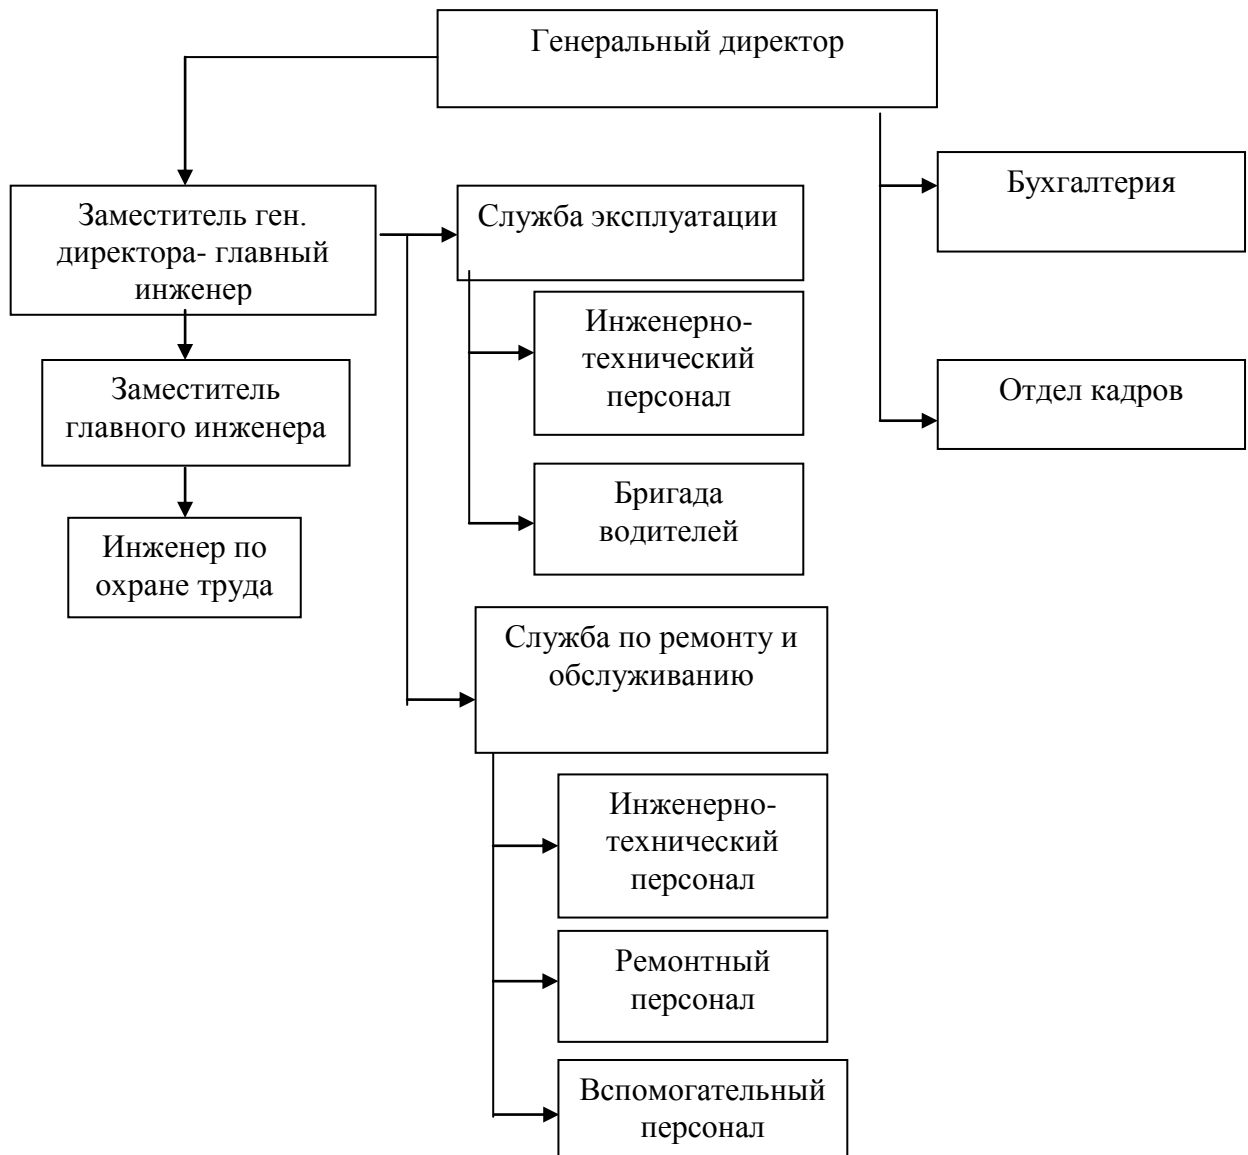 Генеральный директор
Бухгалтерия
Заместитель ген.
директора- главный
инженер
Служба эксплуатации
Инженерно-
технический
персонал
Отдел кадров
Заместитель
главного инженера
Бригада
водителей
Инженер по
охране труда
Служба по ремонту и
обслуживанию
Инженерно-
технический
персонал
Ремонтный
персонал
Вспомогательный
персонал